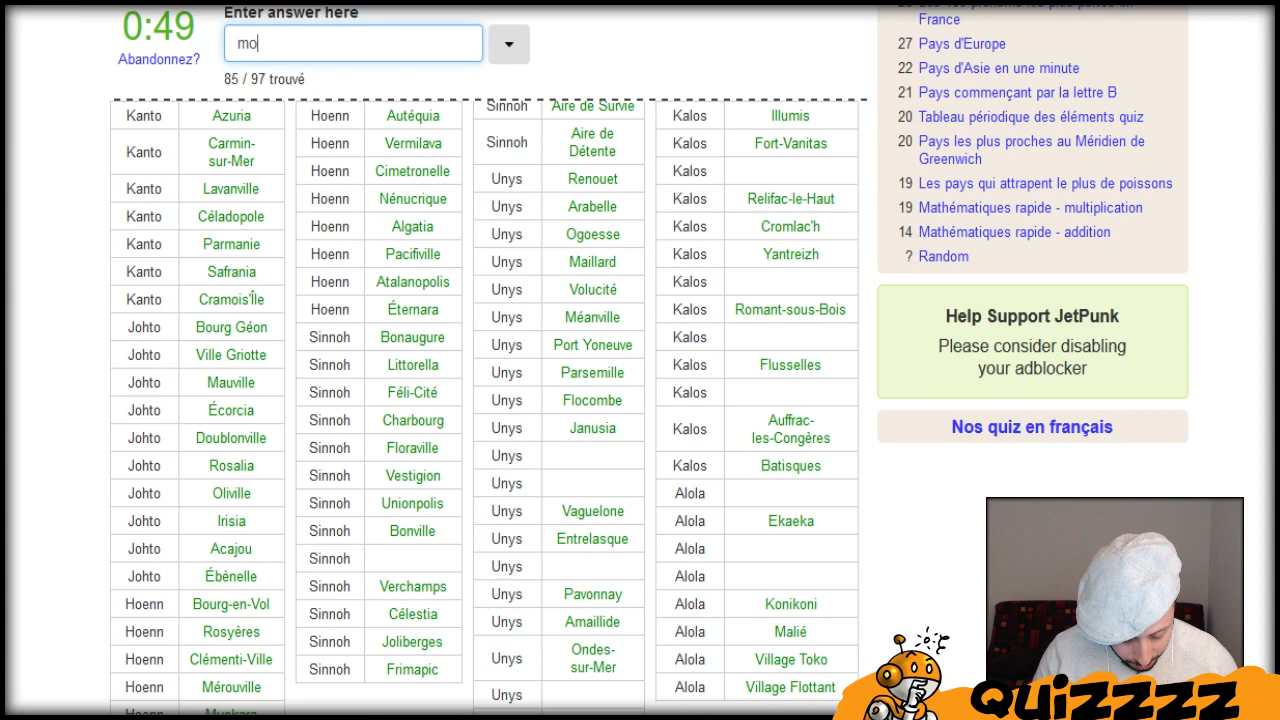 0:49
Abandonnez?
Enter answer here
mo
85 / 97 trouvé
Kanto Azuria
Kanto Carmin-
sur-Mer
Kanto Lavanville
Kanto Céladopole
Kanto Parmanie
Kanto Safrania
Kanto Cramois'Île
Johto Bourg Géon
Johto Ville Griotte
Johto Mauville
Johto Écorcia
Johto Doublonville
Johto Rosalia
Johto Oliville
Johto Irisia
Johto Acajou
Johto Ébènelle
Hoenn Bourg-en-Vol
Hoenn Rosyères
Hoenn Clémenti-Ville
Hoenn Mérouville
Hoenn Autéquia
Hoenn Vermilava
Hoenn Cimetronelle
Hoenn Nénucrique
Hoenn Algatia
Hoenn Pacifiville
Hoenn Atalanopolis
Hoenn Éternara
Sinnoh Bonaugure
Sinnoh Littorella
Sinnoh Féli-Cité
Sinnoh Charbourg
Sinnoh Floraville
Sinnoh Vestigion
Sinnoh Unionpolis
Sinnoh Bonville
Sinnoh
Sinnoh Verchamps
Sinnoh Célestia
Sinnoh Joliberges
Sinnoh Frimapic
Sinnoh Aire de Survie
Sinnoh Aire de
Détente
Unys Renouet
Unys Arabelle
Unys Ogoesse
Unys Maillard
Unys Volucité
Unys Méanville
Unys Port Yoneuve
Unys Parsemille
Unys Flocombe
Unys Janusia
Unys
Unys
Unys Vaguelone
Unys Entrelasque
Unys
Unys Pavonnay
Unys Amaillide
Unys Ondes-
sur-Mer
Unys
Kalos Illumis
Kalos Fort-Vanitas
Kalos
Kalos Relifac-le-Haut
Kalos Cromlac'h
Kalos Yantreizh
Kalos
Kalos Romant-sous-Bois
Kalos
Kalos Flusselles
Kalos
Kalos Auffrac-
les-Congères
Kalos Batisques
Alola
Alola Ekaeka
Alola
Alola
Alola Konikoni
Alola Malié
Alola Village Toko
Alola Village Flottant
France
27 Pays d'Europe
22 Pays d'Asie en une minute
21 Pays commençant par la lettre B
20 Tableau périodique des éléments quiz
20 Pays les plus proches au Méridien de
Greenwich
19 Les pays qui attrapent le plus de poissons
19 Mathématiques rapide - multiplication
14 Mathématiques rapide - addition
? Random
Help Support JetPunk
Please consider disabling
your adblocker
Nos quiz en français
QUiZZZZ